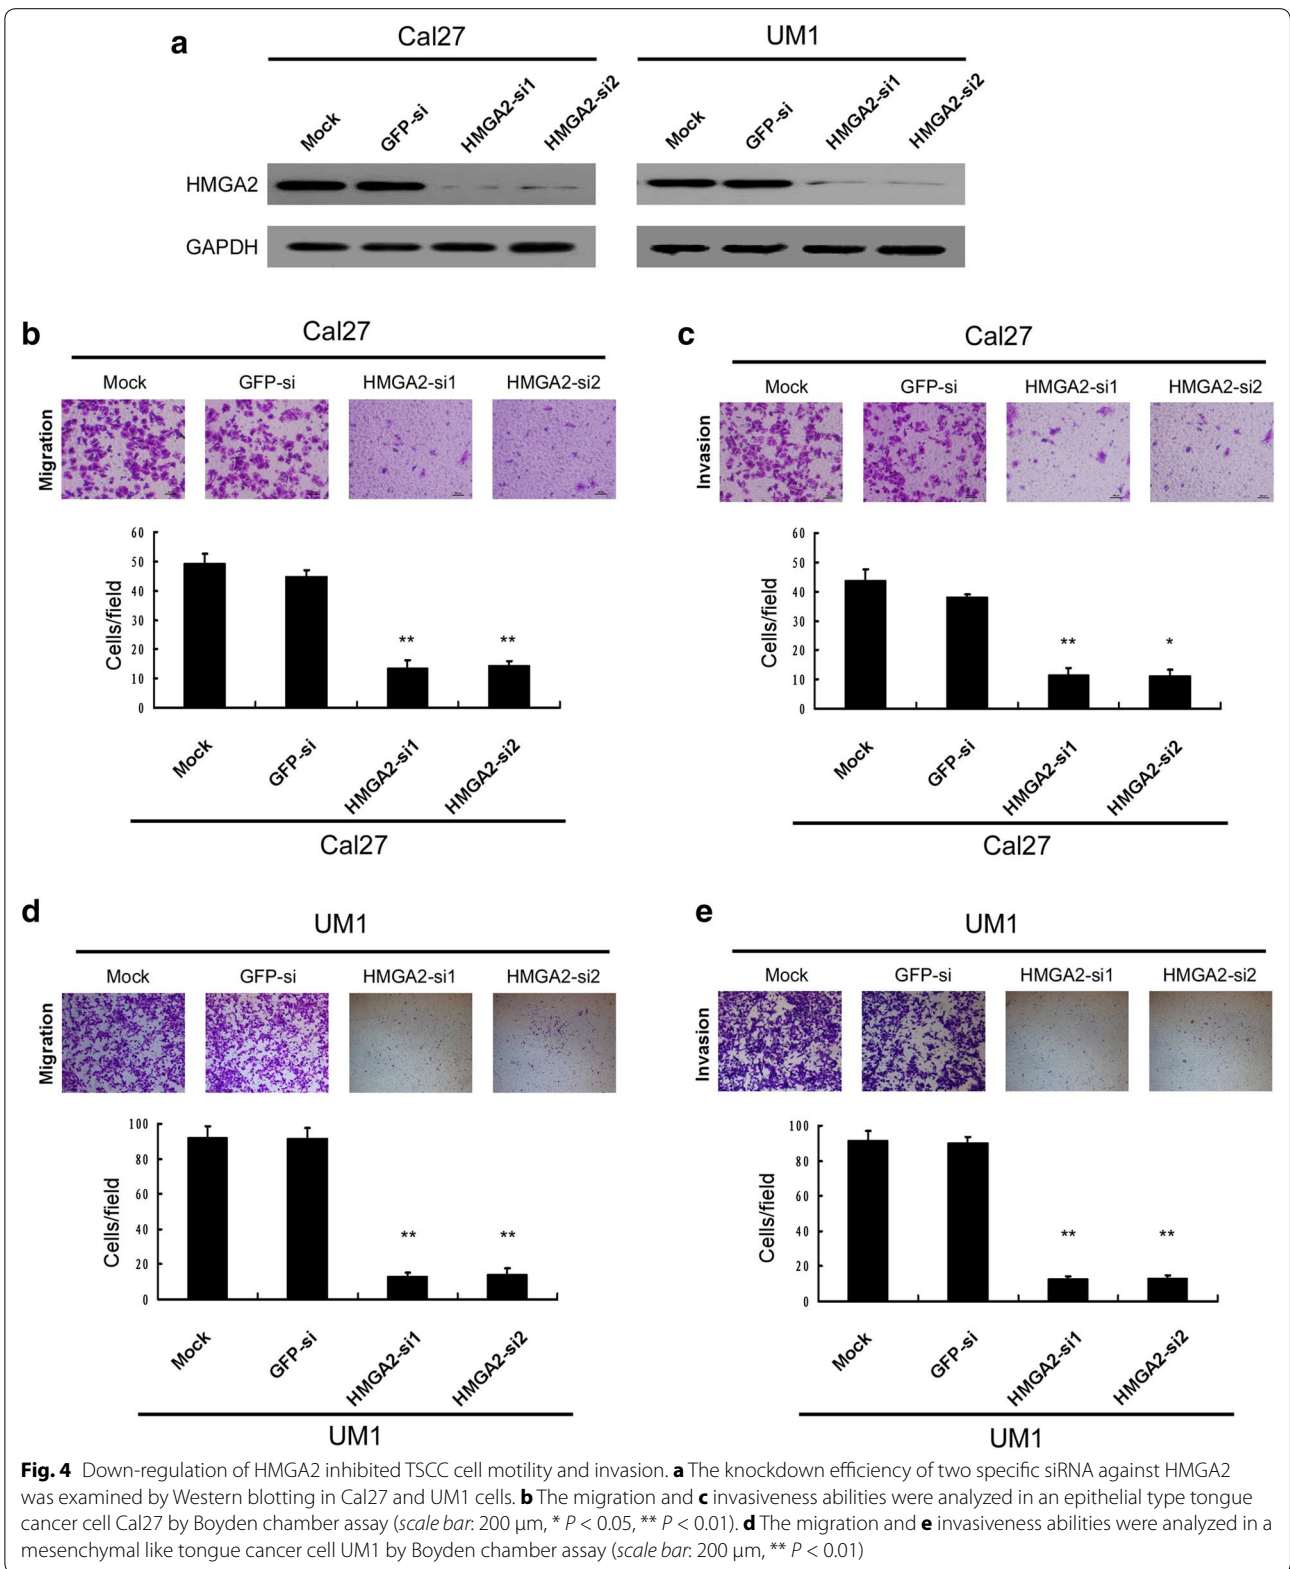 a
Cal27
UM1
Mock GFP-si HMGA2-si1 HMGA2-si2
Mock GFP-si HMGA2-si1 HMGA2-si2
HMGA2
GAPDH
b
Cal27
Mock GFP-si HMGA2-si1 HMGA2-si2
Migration
60
50
40
30
20
10
0
Cells/field
** **
Mock GFP-si HMGA2-si1 HMGA2-si2
Cal27
c
Cal27
Mock GFP-si HMGA2-si1 HMGA2-si2
Invasion
60
50
40
30
20
10
0
Cells/field
** *
Mock GFP-si HMGA2-si1 HMGA2-si2
Cal27
d
UM1
Mock GFP-si HMGA2-si1 HMGA2-si2
Migration
100
80
60
40
20
0
Cells/field
** **
Mock GFP-si HMGA2-si1 HMGA2-si2
UM1
e
UM1
Mock GFP-si HMGA2-si1 HMGA2-si2
Invasion
100
80
60
40
20
0
Cells/field
** **
Mock GFP-si HMGA2-si1 HMGA2-si2
UM1
Fig. 4 Down-regulation of HMGA2 inhibited TSCC cell motility and invasion. a The knockdown efficiency of two specific siRNA against HMGA2
was examined by Western blotting in Cal27 and UM1 cells. b The migration and c invasiveness abilities were analyzed in an epithelial type tongue
cancer cell Cal27 by Boyden chamber assay (scale bar: 200 µm, * P < 0.05, ** P < 0.01). d The migration and e invasiveness abilities were analyzed in a
mesenchymal like tongue cancer cell UM1 by Boyden chamber assay (scale bar: 200 µm, ** P < 0.01)